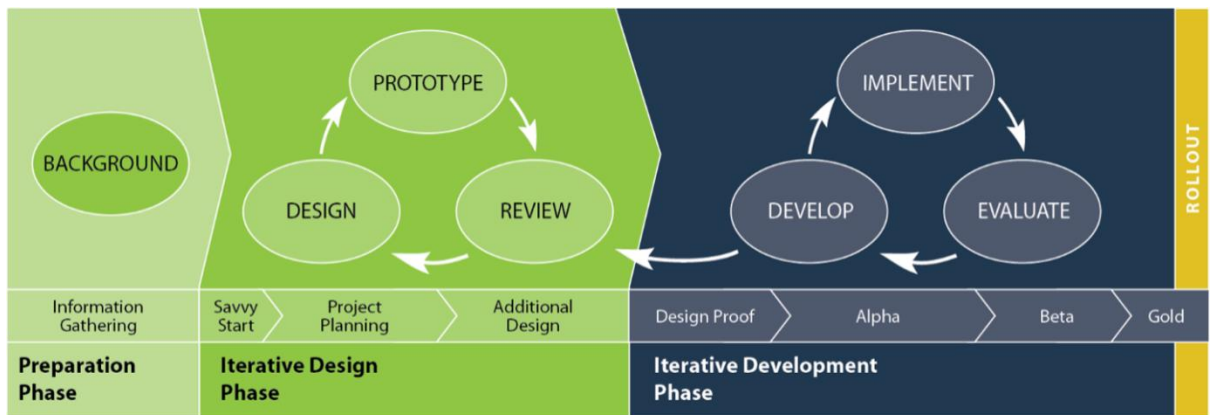 PROTOTYPE
IMPLEMENT
BACKGROUND
DESIGN
REVIEW
DEVELOP
EVALUATE
ROLLOUT
Information
Gathering
Savvy
Start
Project
Planning
Additional
Design
Design Proof
Alpha
Beta
Gold
Preparation
Phase
Iterative Design
Phase
Iterative Development
Phase